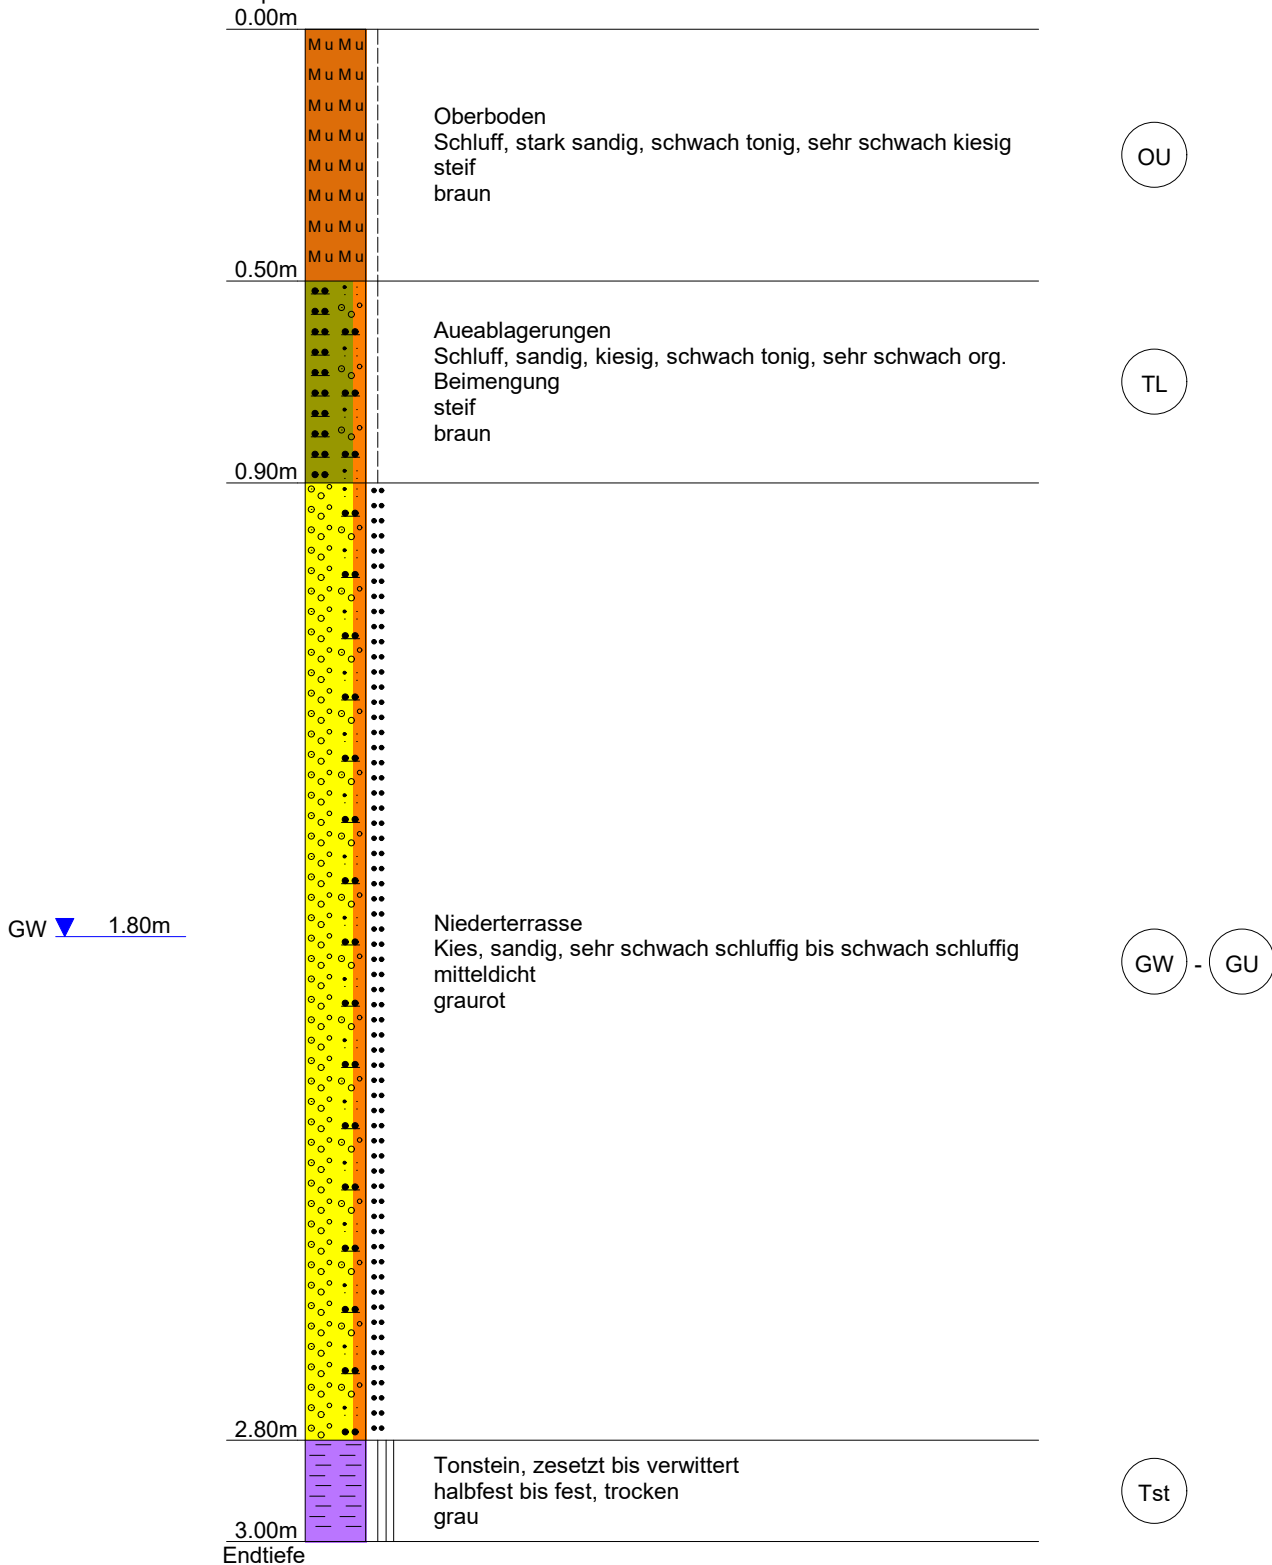 0.00m
Mu Mu
Mu Mu
Mu Mu
Mu Mu
Mu Mu
Mu Mu
Mu Mu
Mu Mu
Oberboden
Schluff, stark sandig, schwach tonig, sehr schwach kiesig
steif
braun
OU
0.50m
Aueablagerungen
Schluff, sandig, kiesig, schwach tonig, sehr schwach org.
Beimengung
steif
braun
TL
0.90m
GW 1.80m
Niederterrasse
Kies, sandig, sehr schwach schluffig bis schwach schluffig
mitteldicht
graurot
GW - GU
2.80m
Tonstein, zesetzt bis verwittert
halbfest bis fest, trocken
grau
Tst
3.00m
Endtiefe